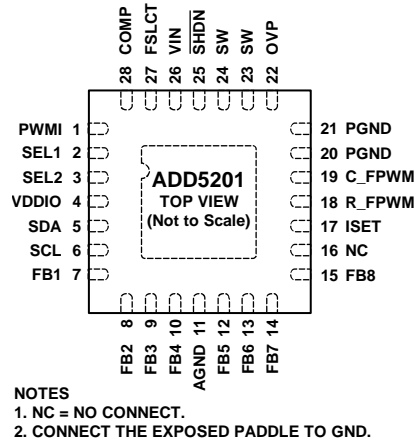 28 COMP
27 FSLCT
26 VIN
25 SHDN
24 SW
23 SW
22 OVP
PWMI 1
SEL1 2
SEL2 3
VDDIO 4
SDA 5
SCL 6
FB1 7
ADD5201
TOP VIEW
(Not to Scale)
21 PGND
20 PGND
19 C_FPWM
18 R_FPWM
17 ISET
16 NC
15 FB8
FB2 8
FB3 9
FB4 10
AGND 11
FB5 12
FB6 13
FB7 14
NOTES
1. NC = NO CONNECT.
2. CONNECT THE EXPOSED PADDLE TO GND.